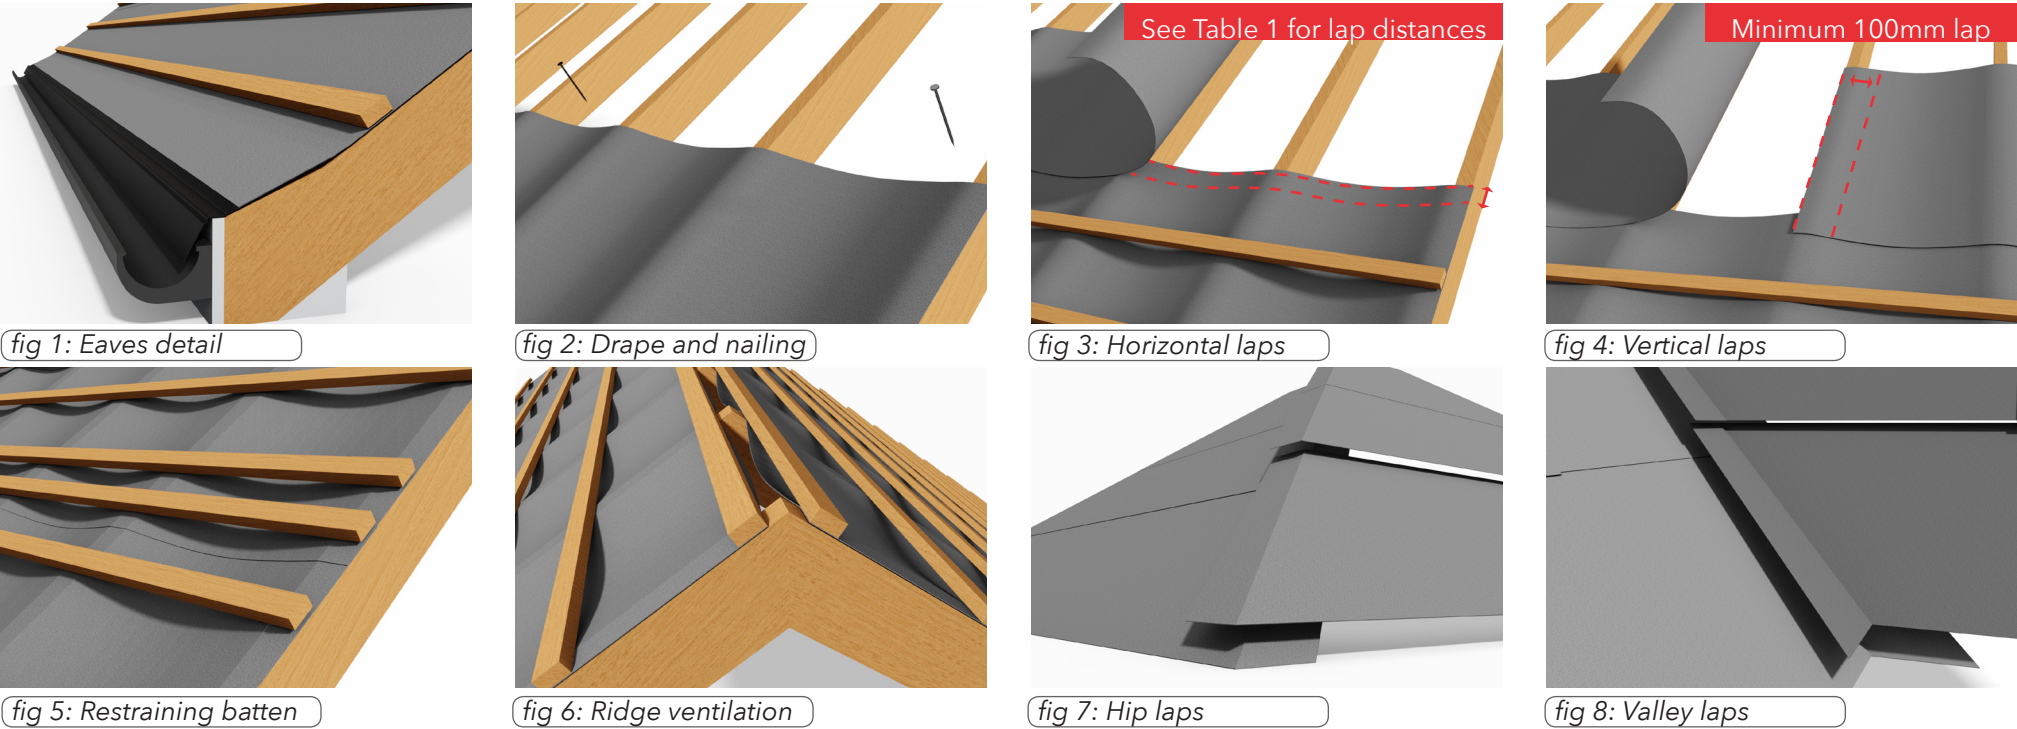 See Table 1 for lap distances
Minimum 100mm lap
fig 1: Eaves detail
fig 2: Drape and nailing
fig 3: Horizontal laps
fig 4: Vertical laps
fig 5: Restraining batten
fig 6: Ridge ventilation
fig 7: Hip laps
fig 8: Valley laps